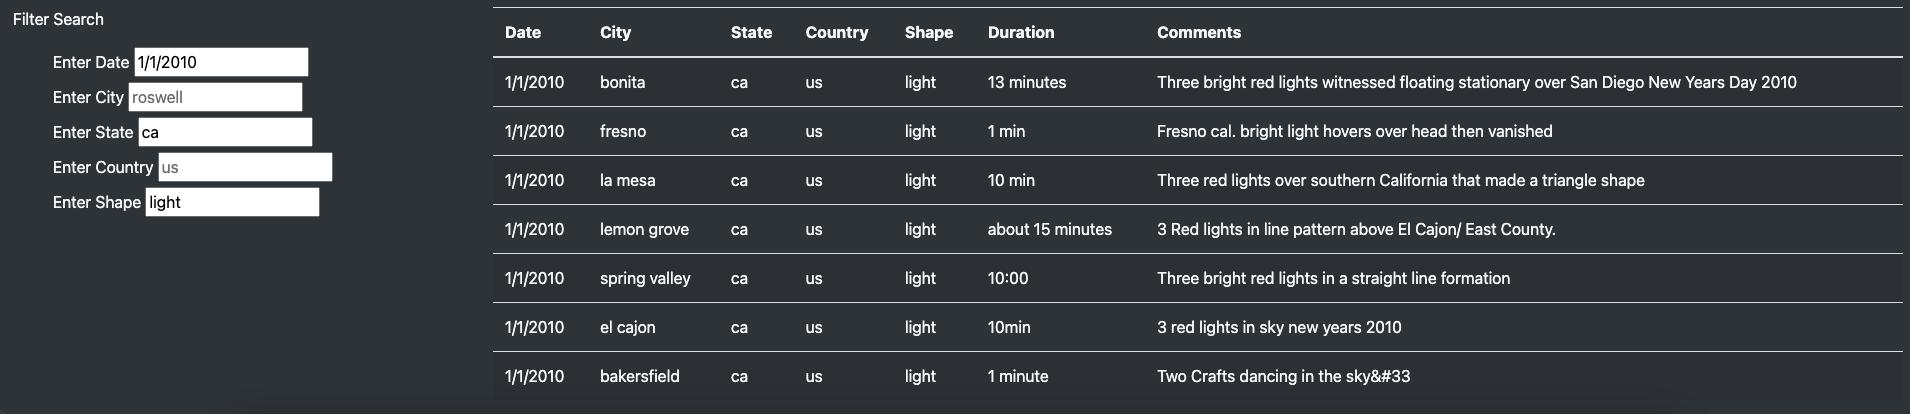 Filter Search
Enter Date 1/1/2010
Enter City roswell
Enter State ca
Enter Country us
Enter Shape light
Date City State Country Shape Duration Comments
1/1/2010 bonita ca us light 13 minutes Three bright red lights witnessed floating stationary over San Diego New Years Day 2010
1/1/2010 fresno ca us light 1 min Fresno cal. bright light hovers over head then vanished
1/1/2010 la mesa ca us light 10 min Three red lights over southern California that made a triangle shape
1/1/2010 lemon grove ca us light about 15 minutes 3 Red lights in line pattern above El Cajon/ East County.
1/1/2010 spring valley ca us light 10:00 Three bright red lights in a straight line formation
1/1/2010 el cajon ca us light 10min 3 red lights in sky new years 2010
1/1/2010 bakersfield ca us light 1 minute Two Crafts dancing in the sky&#33